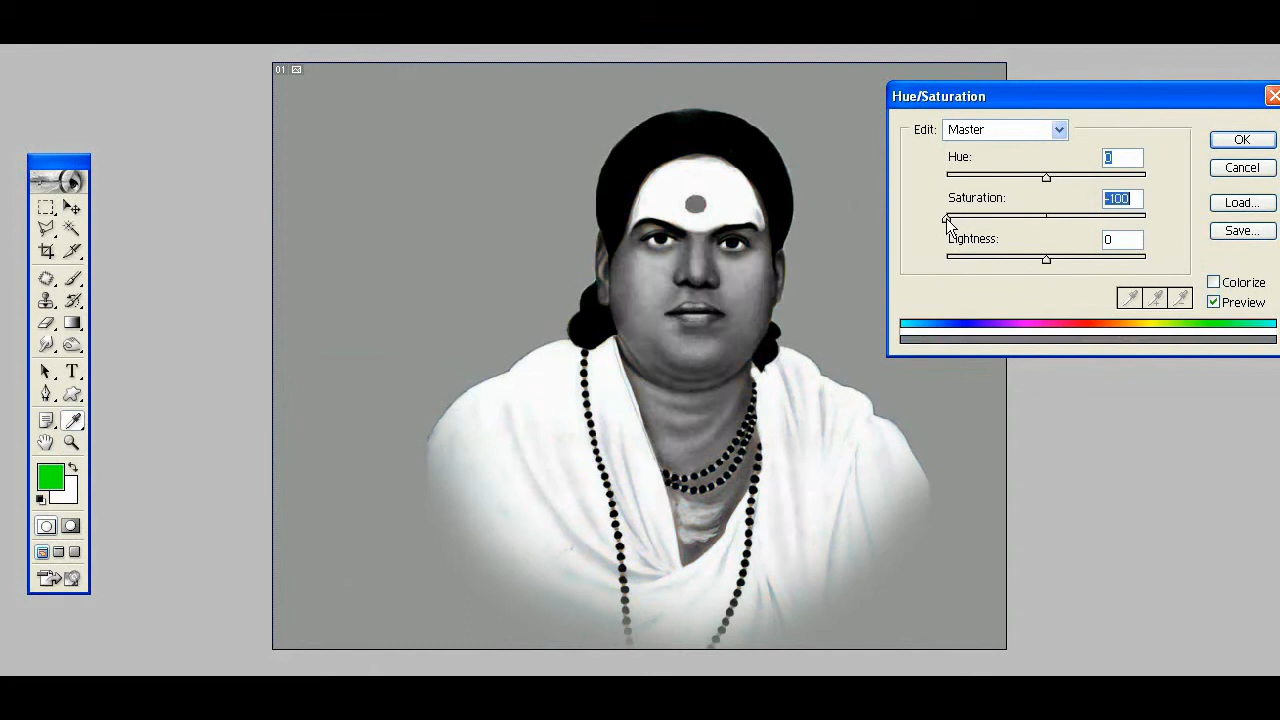 01
Hue/Saturation
Edit: Master
Hue: 0
Saturation: -100
Lightness: 0
OK
Cancel
Load...
Save...
Colorize
Preview
T